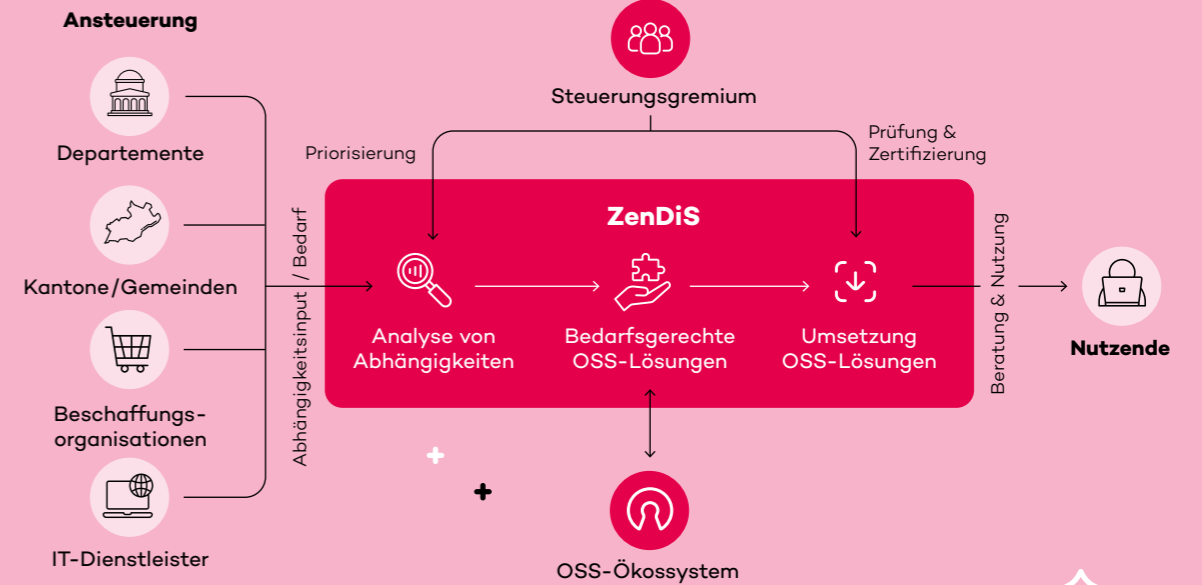 Ansteuerung
Departemente
Kantone/Gemeinden
Beschaffungs-
organisationen
IT-Dienstleister
Abhängigkeitsinput / Bedarf
Steuerungsgremium
Priorisierung
Prüfung &
Zertifizierung
ZenDiS
Analyse von
Abhängigkeiten
Bedarfsgerechte
OSS-Lösungen
Umsetzung
OSS-Lösungen
OSS-Ökossystem
Beratung & Nutzung
Nutzende